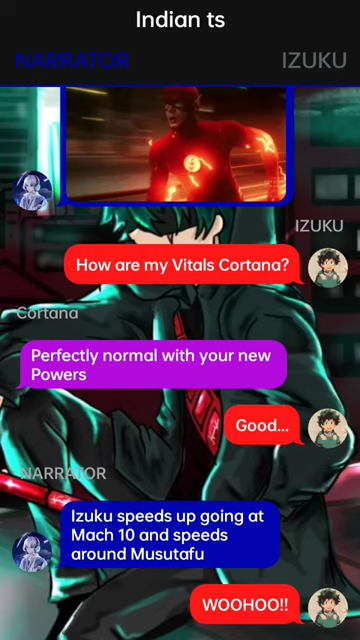 Indian ts
NARRATOR
IZUKU
IZUKU
How are my Vitals Cortana?
Cortana
Perfectly normal with your new
Powers
Good...
NARRATOR
Izuku speeds up going at
Mach 10 and speeds
around Musutafu
WOOHOO!!